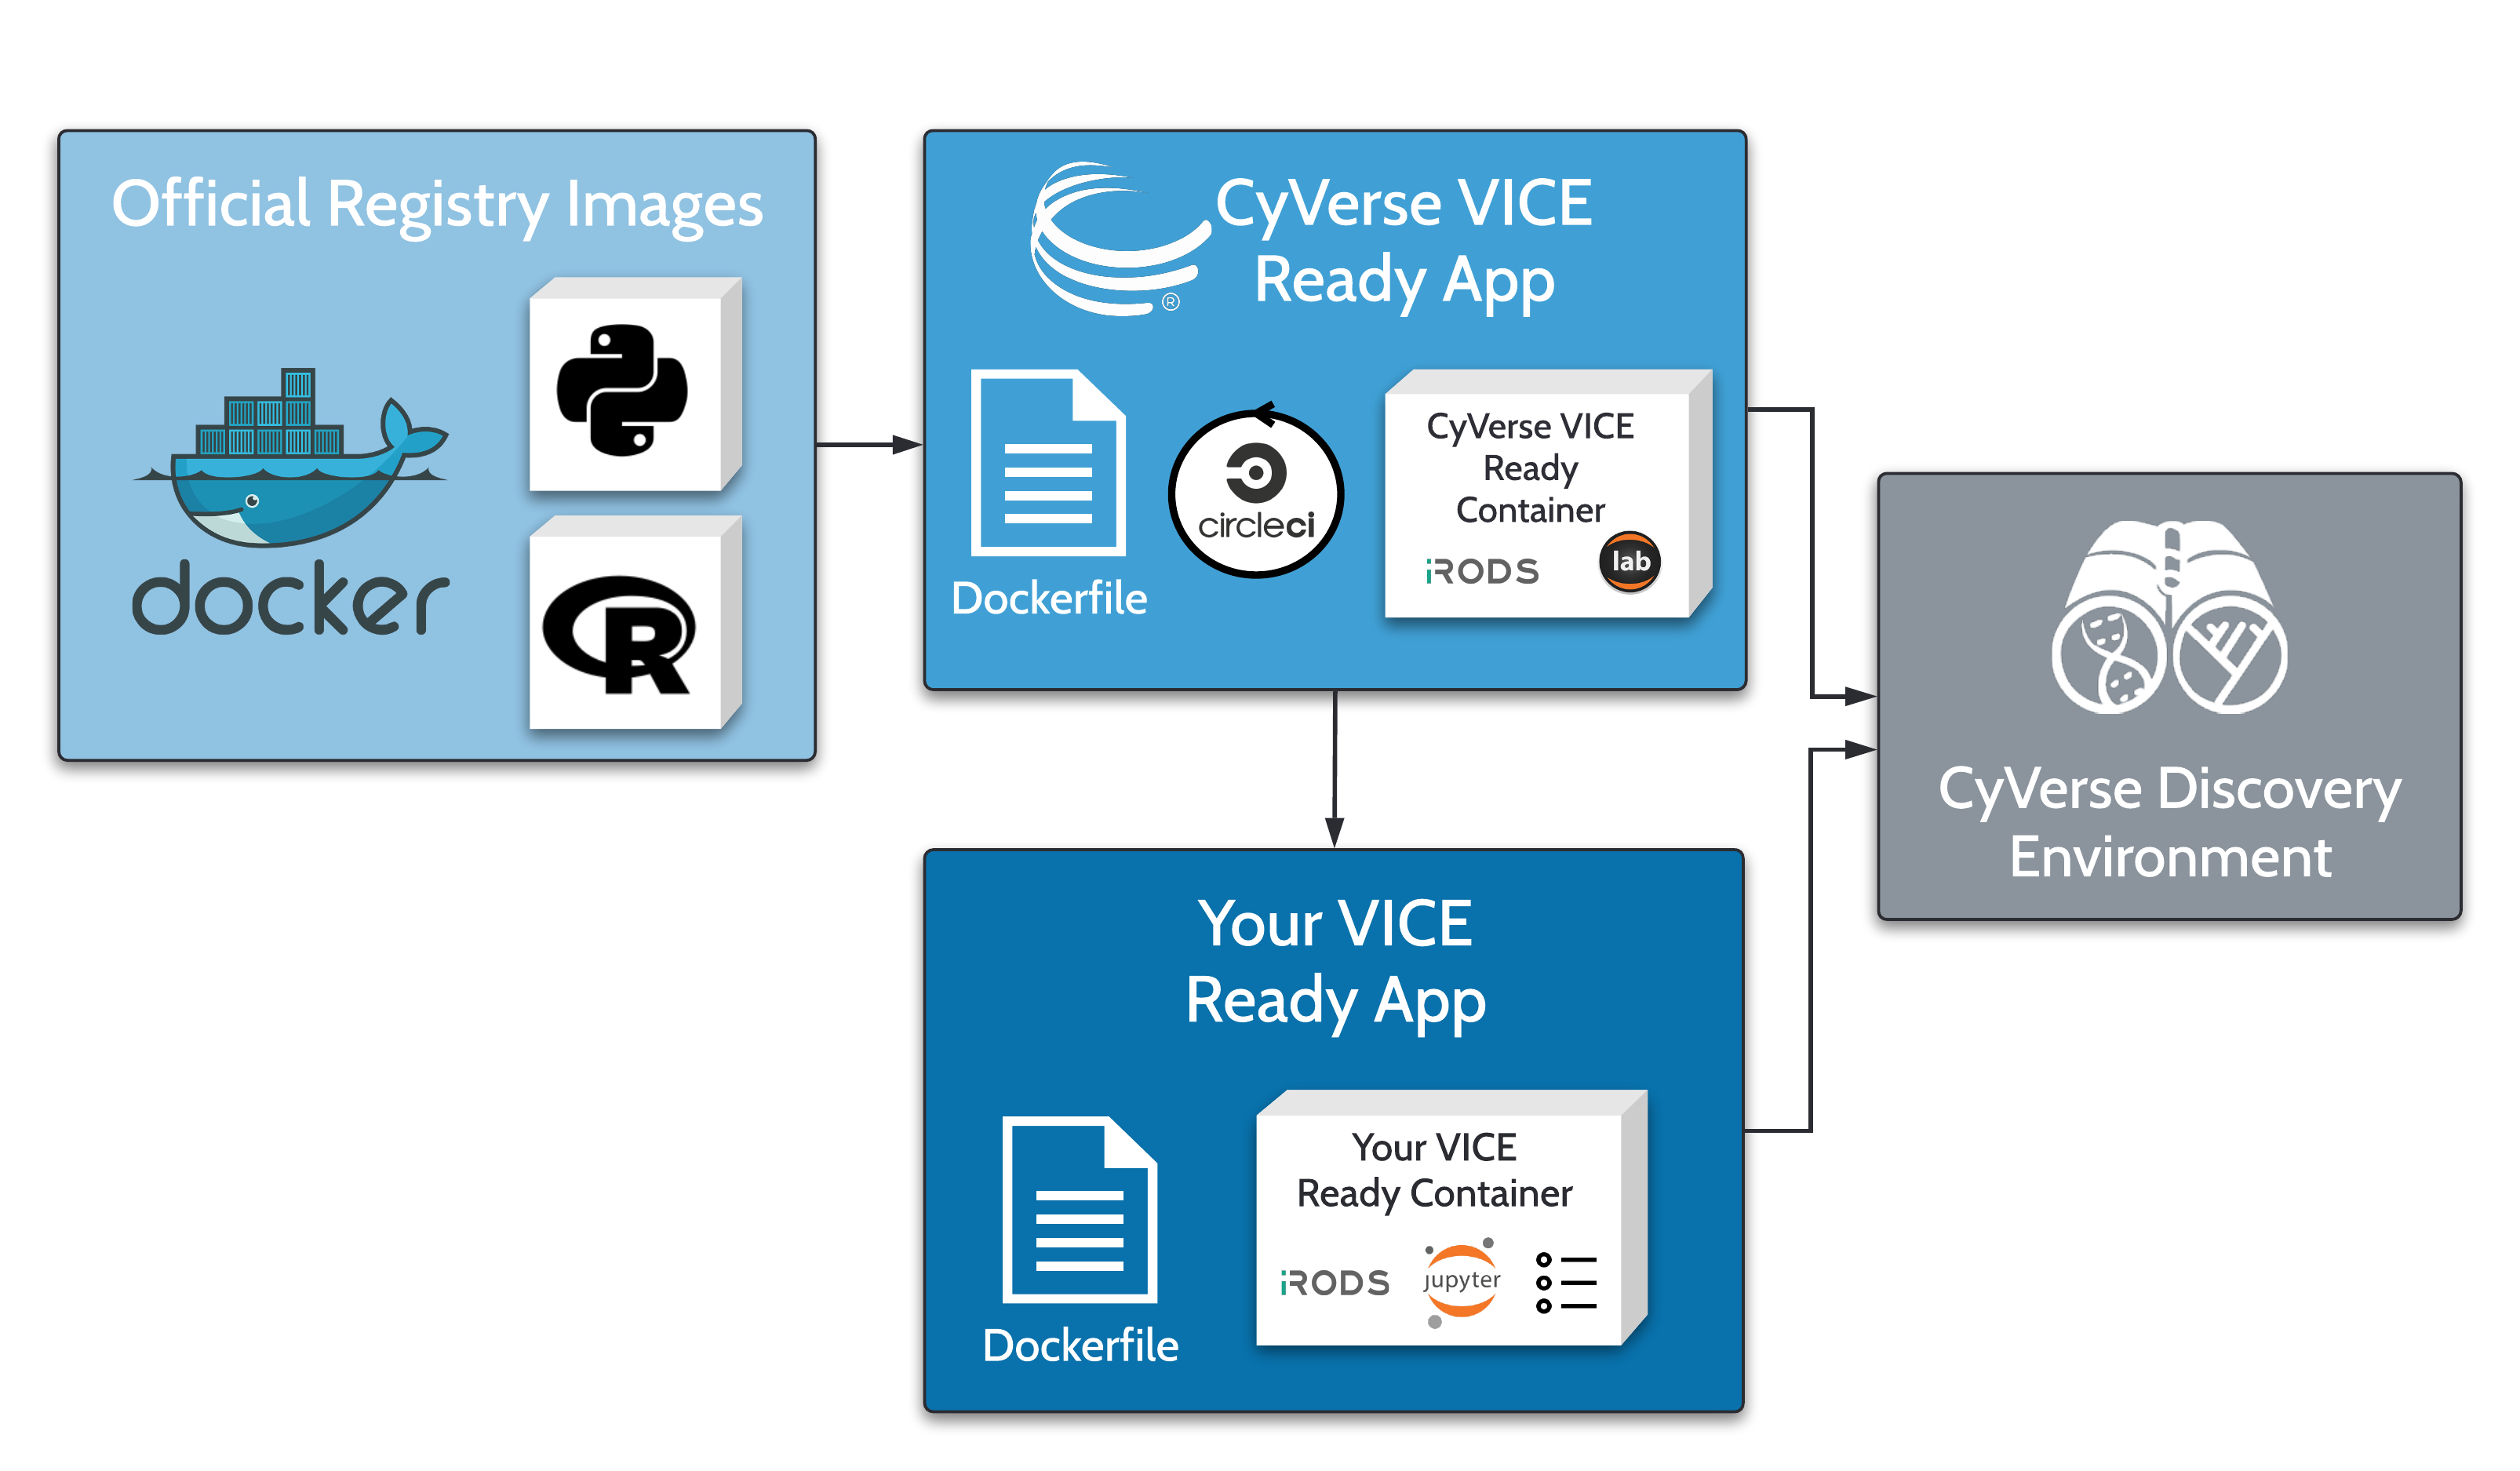 Official Registry Images
docker
R
CyVerse VICE
Ready App
®
Dockerfile
circleci
CyVerse VICE
Ready
Container
iRODS
lab
CyVerse Discovery
Environment
Your VICE
Ready App
Dockerfile
Your VICE
Ready Container
iRODS
jupyter